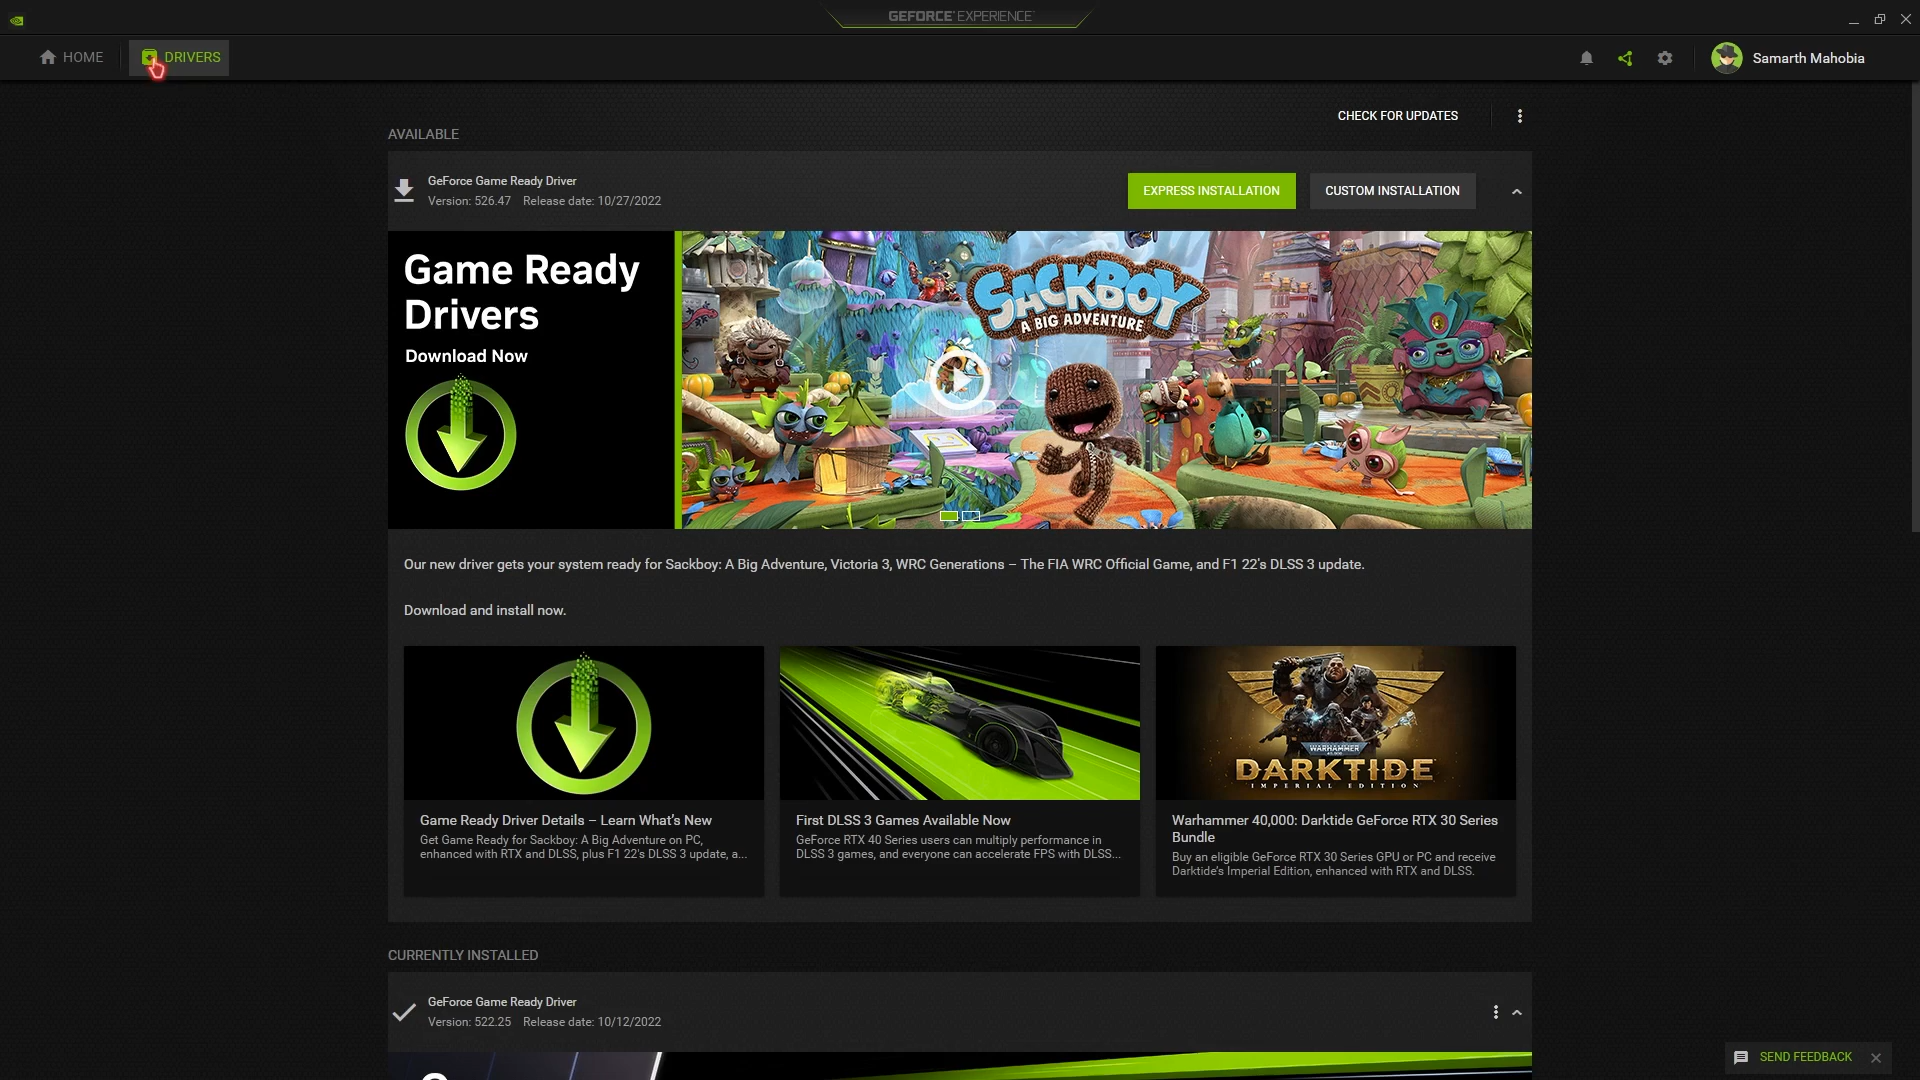 GEFORCE EXPERIENCE
HOME
DRIVERS
Samarth Mahobia
CHECK FOR UPDATES
AVAILABLE
GeForce Game Ready Driver
Version: 526.47 Release date: 10/27/2022
EXPRESS INSTALLATION
CUSTOM INSTALLATION
Game Ready
Drivers
Download Now
SACKBOY
A BIG ADVENTURE
Our new driver gets your system ready for Sackboy: A Big Adventure, Victoria 3, WRC Generations – The FIA WRC Official Game, and F1 22's DLSS 3 update.
Download and install now.
WARHAMMER
40,000
DARKTIDE
IMPERIAL EDITION
Game Ready Driver Details – Learn What's New
Get Game Ready for Sackboy: A Big Adventure on PC,
enhanced with RTX and DLSS, plus F1 22's DLSS 3 update, a...
First DLSS 3 Games Available Now
GeForce RTX 40 Series users can multiply performance in
DLSS 3 games, and everyone can accelerate FPS with DLSS...
Warhammer 40,000: Darktide GeForce RTX 30 Series
Bundle
Buy an eligible GeForce RTX 30 Series GPU or PC and receive
Darktide's Imperial Edition, enhanced with RTX and DLSS.
CURRENTLY INSTALLED
GeForce Game Ready Driver
Version: 522.25 Release date: 10/12/2022
SEND FEEDBACK